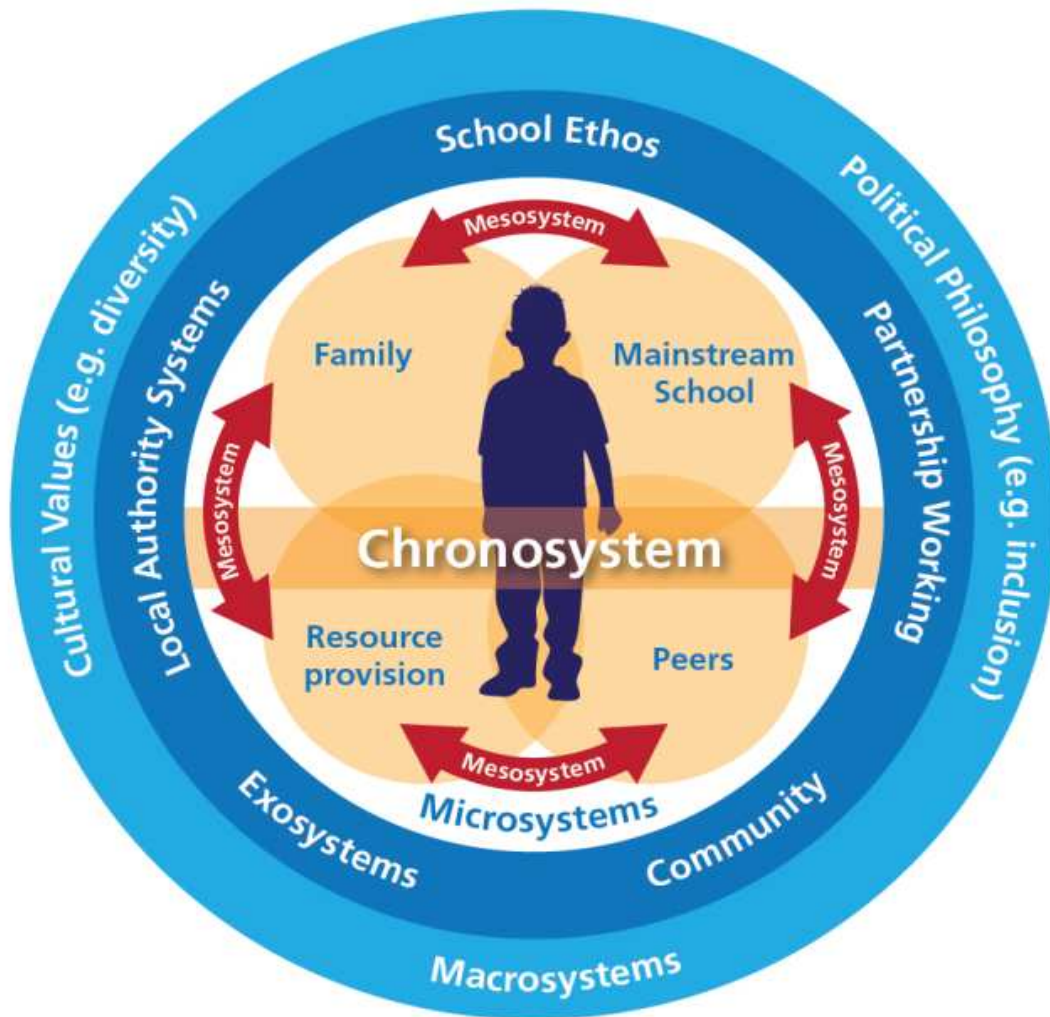 School Ethos
Political Philosophy (e.g. inclusion)
Cultural Values (e.g. diversity)
Local Authority Systems
Partnership Working
Mesosystem
Family
Mainstream
School
Mesosystem
Mesosystem
Chronosystem
Resource
provision
Peers
Mesosystem
Microsystems
Exosystems
Community
Macrosystems